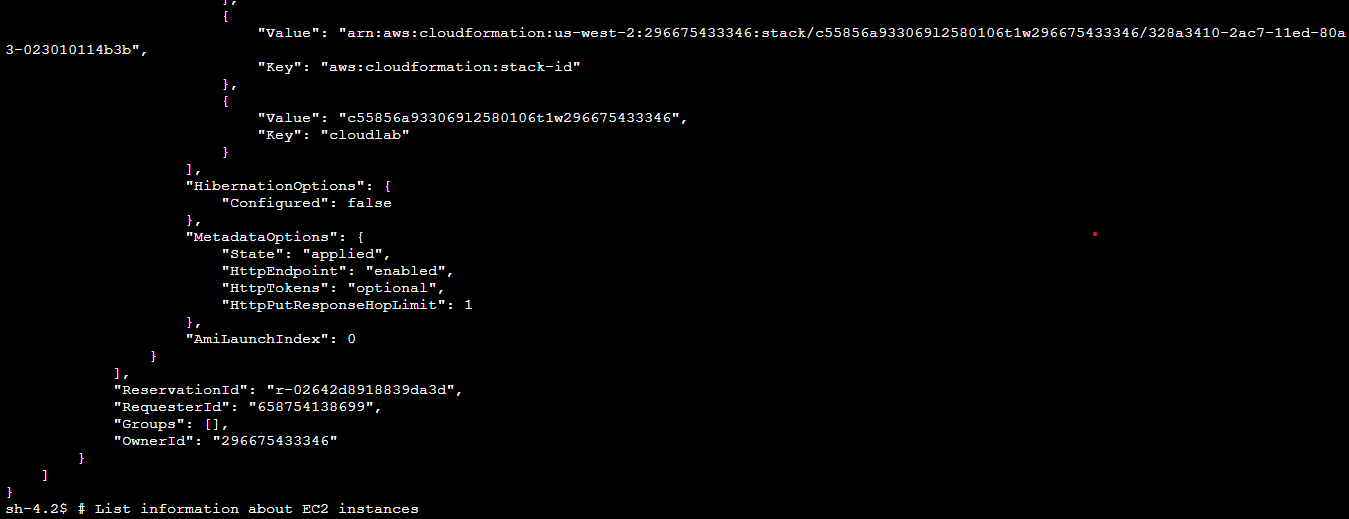 },
{
"Value": "arn:aws:cloudformation:us-west-2:296675433346:stack/c55856a933069l2580106t1w296675433346/328a3410-2ac7-11ed-80a
3-023010114b3b",
"Key": "aws:cloudformation:stack-id"
},
{
"Value": "c55856a933069l2580106t1w296675433346",
"Key": "cloudlab"
}
],
"HibernationOptions": {
"Configured": false
},
"MetadataOptions": {
"State": "applied",
"HttpEndpoint": "enabled",
"HttpTokens": "optional",
"HttpPutResponseHopLimit": 1
},
"AmiLaunchIndex": 0
}
],
"ReservationId": "r-02642d8918839da3d",
"RequesterId": "658754138699",
"Groups": [],
"OwnerId": "296675433346"
}
]
}
sh-4.2$ # List information about EC2 instances